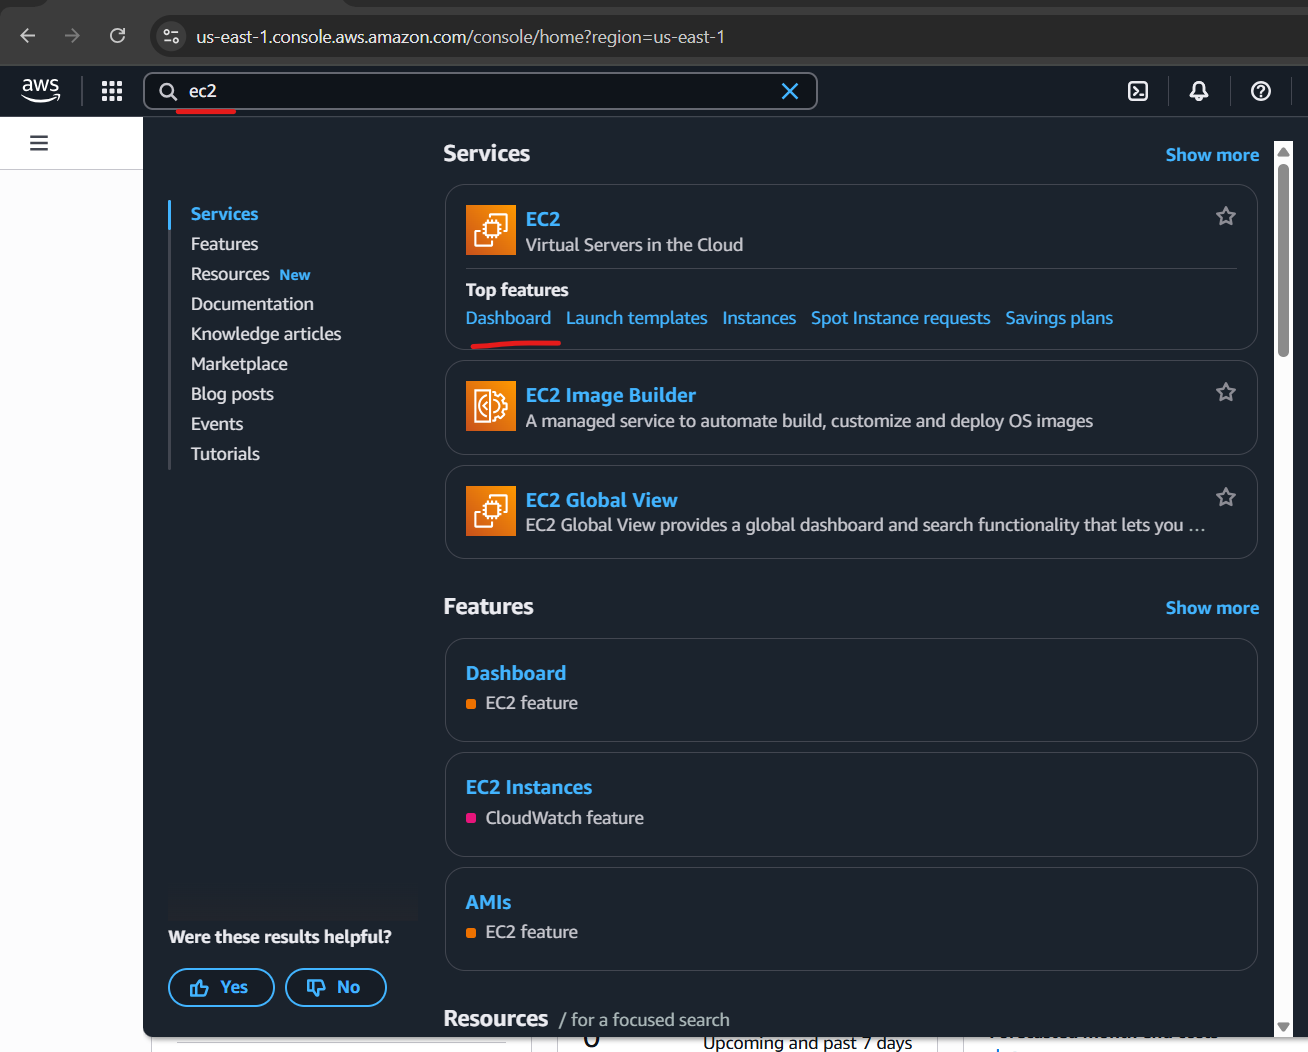 us-east-1.console.aws.amazon.com/console/home?region=us-east-1
aws
ec2
Services
Show more
Services
Features
Resources New
Documentation
Knowledge articles
Marketplace
Blog posts
Events
Tutorials
EC2
Virtual Servers in the Cloud
Top features
Dashboard Launch templates Instances Spot Instance requests Savings plans
EC2 Image Builder
A managed service to automate build, customize and deploy OS images
EC2 Global View
EC2 Global View provides a global dashboard and search functionality that lets you ...
Features
Show more
Dashboard
EC2 feature
EC2 Instances
CloudWatch feature
AMIs
EC2 feature
Were these results helpful?
Yes No
Resources / for a focused search
0
Upcoming and past 7 days